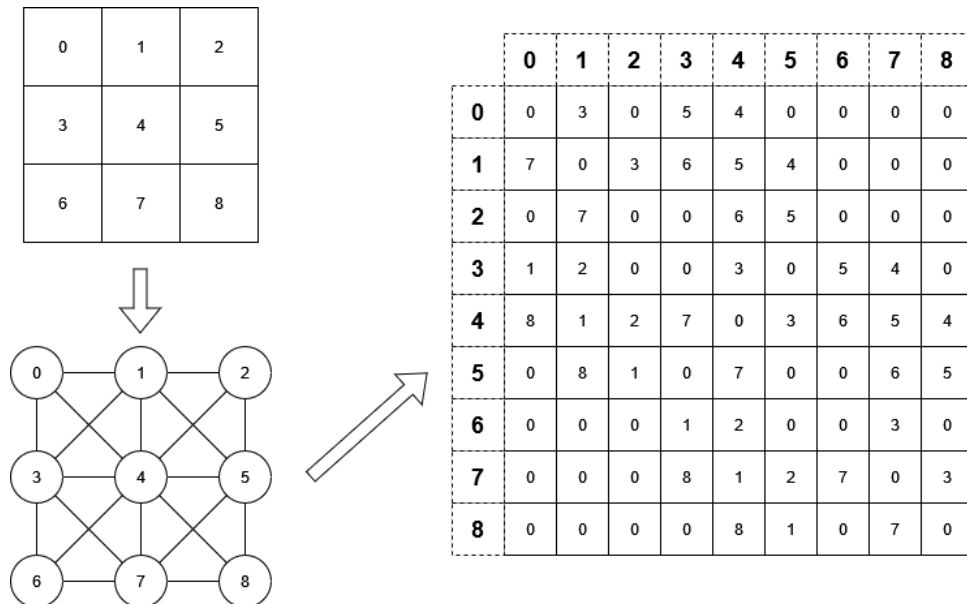 0 1 2
3 4 5
6 7 8
0 1 2
3 4 5
6 7 8
0 1 2 3 4 5 6 7 8
0 0 3 0 5 4 0 0 0 0
1 7 0 3 6 5 4 0 0 0
2 0 7 0 0 6 5 0 0 0
3 1 2 0 0 3 0 5 4 0
4 8 1 2 7 0 3 6 5 4
5 0 8 1 0 7 0 0 6 5
6 0 0 0 1 2 0 0 3 0
7 0 0 0 8 1 2 7 0 3
8 0 0 0 0 8 1 0 7 0